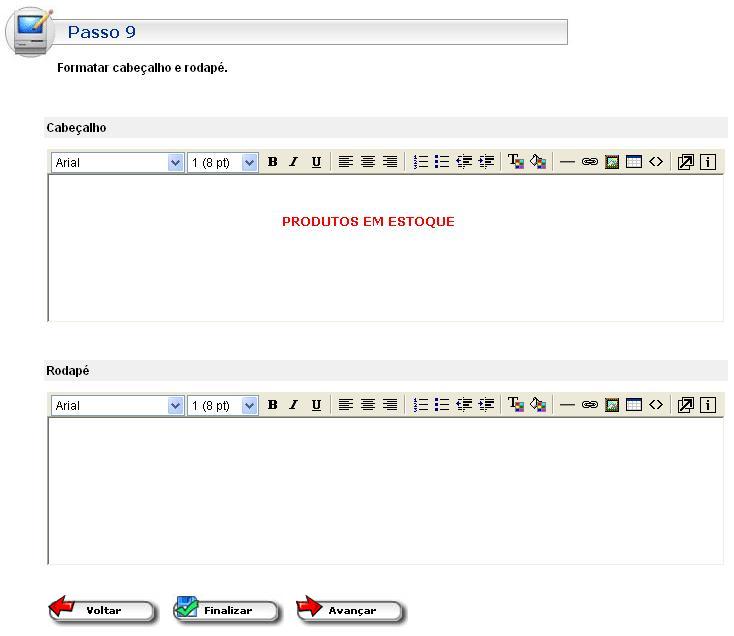 Passo 9
Formatar cabeçalho e rodapé.
Cabeçalho
Arial 1 (8 pt) B I U
PRODUTOS EM ESTOQUE
Rodapé
Arial 1 (8 pt) B I U
Voltar Finalizar Avançar